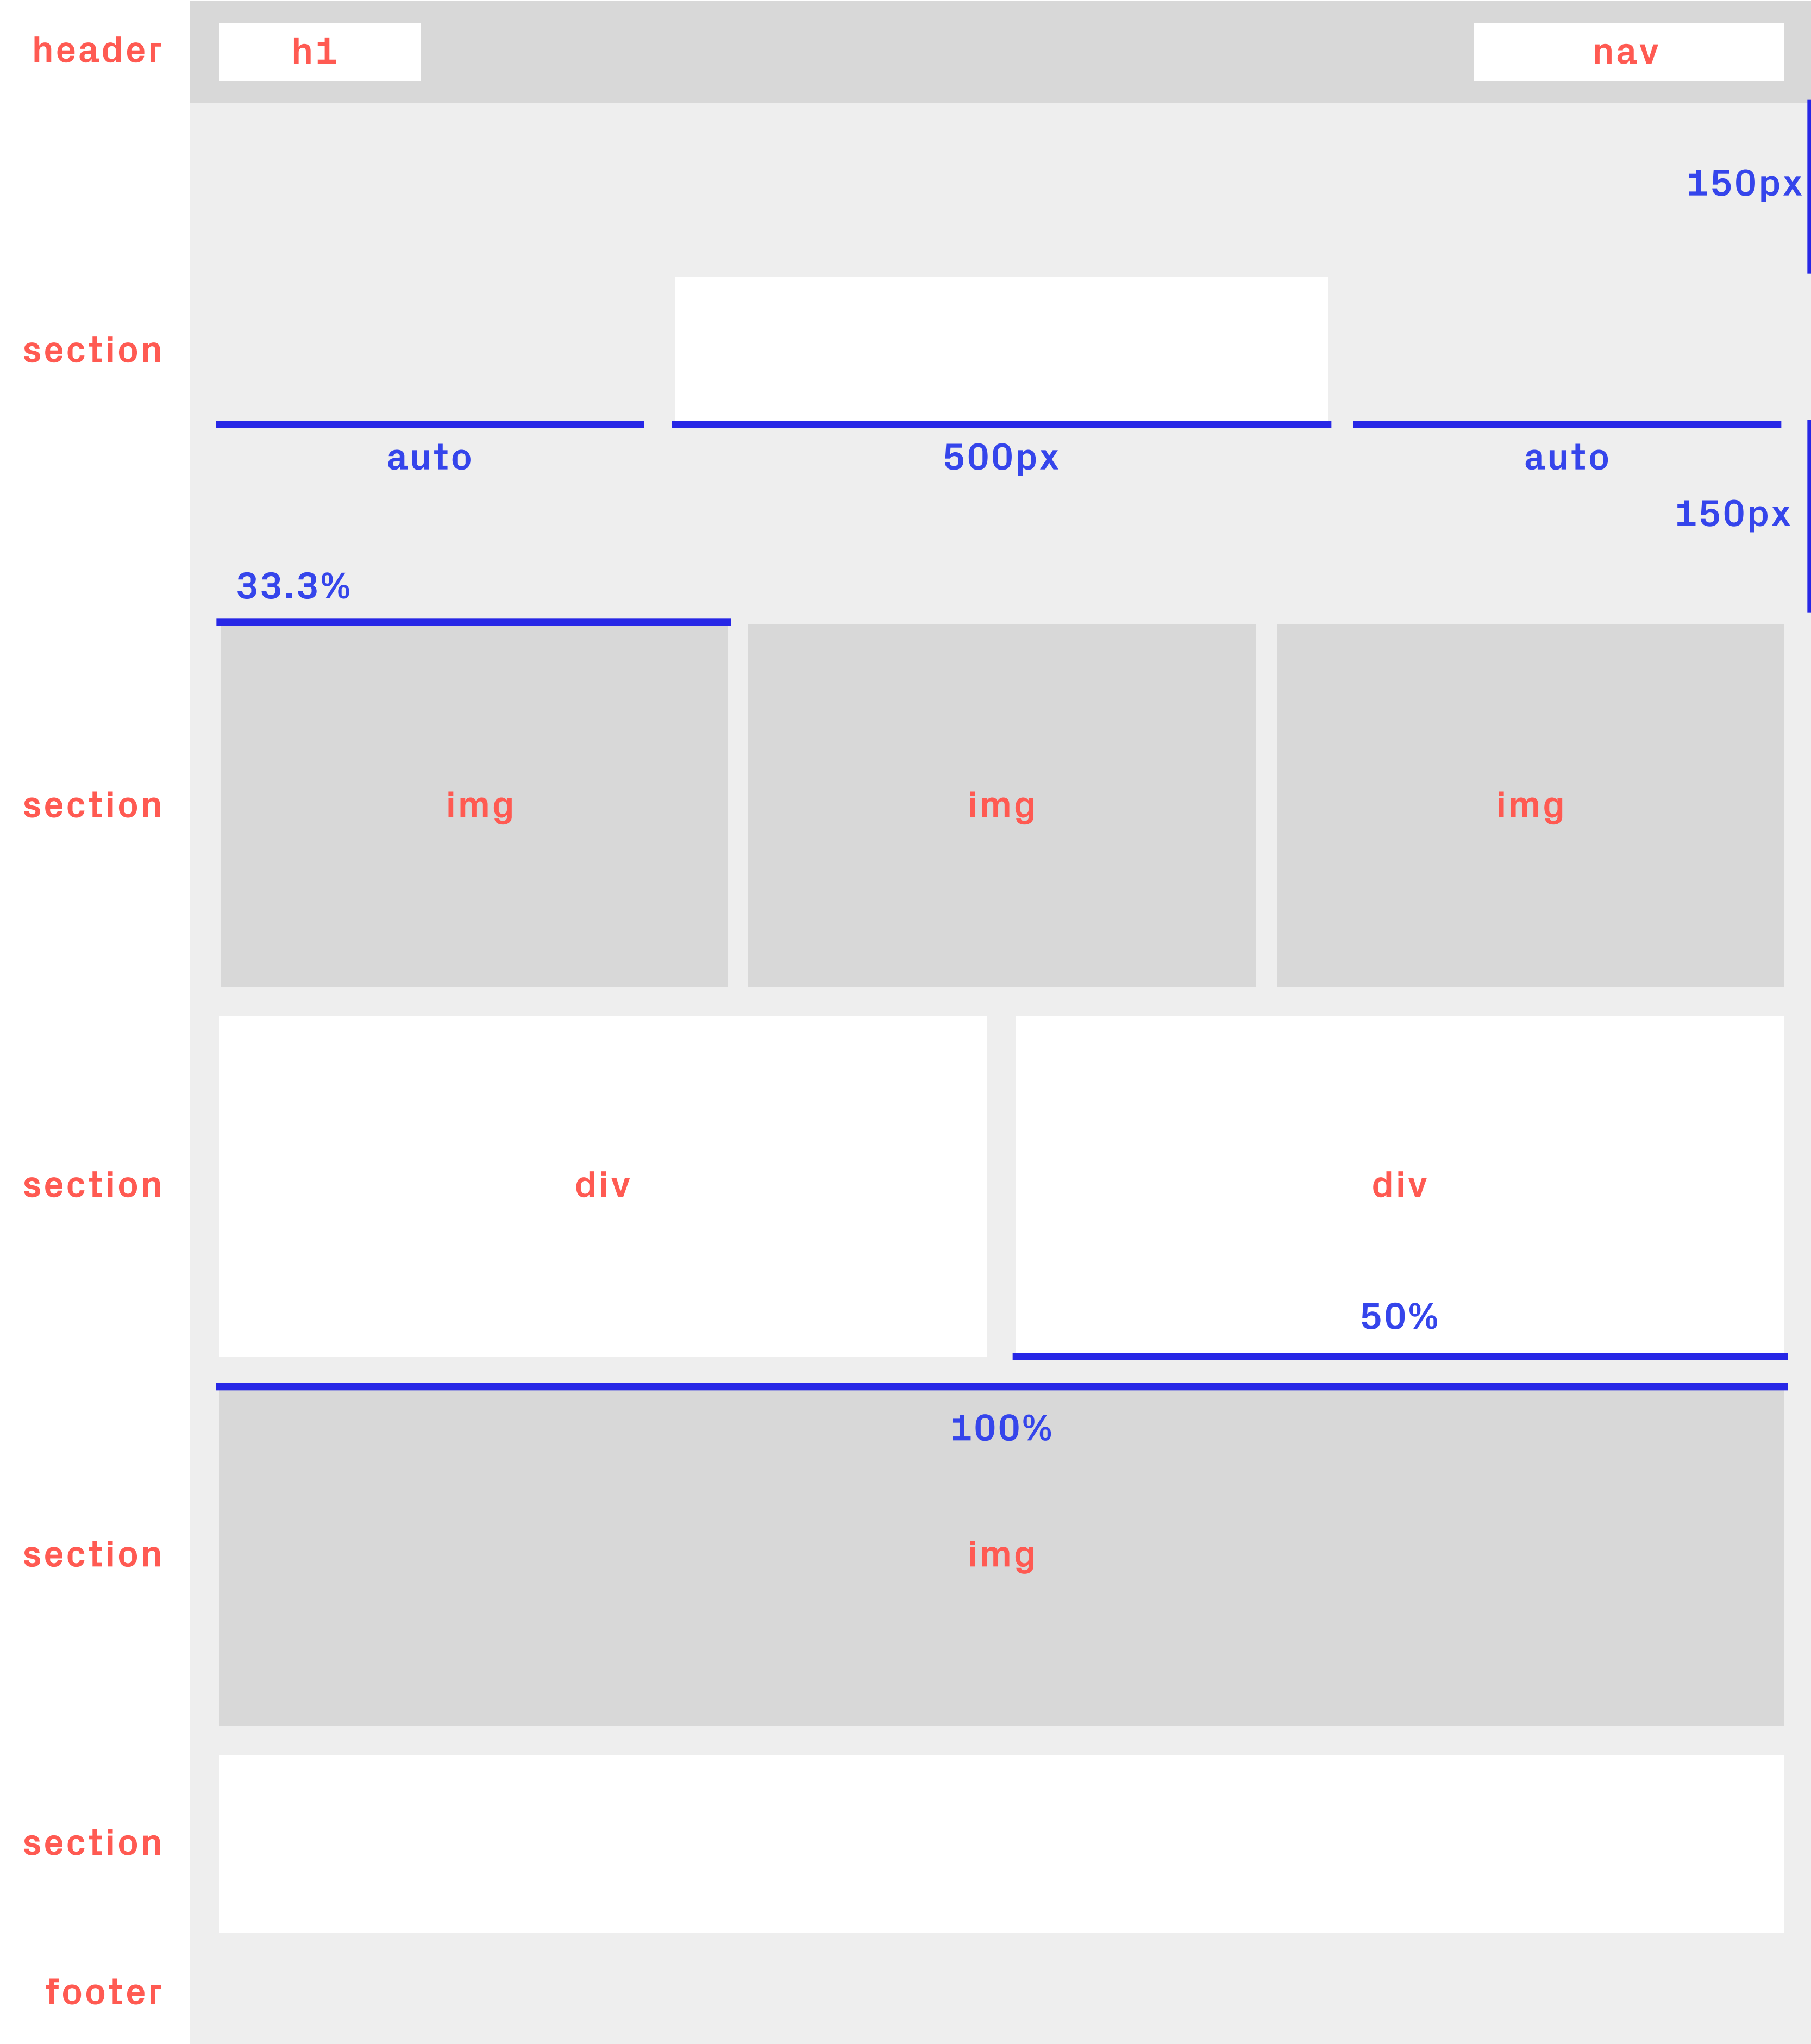 header
h1
nav
150px
section
auto
500px
auto
150px
33.3%
section
img
img
img
section
div
div
50%
100%
section
img
section
footer